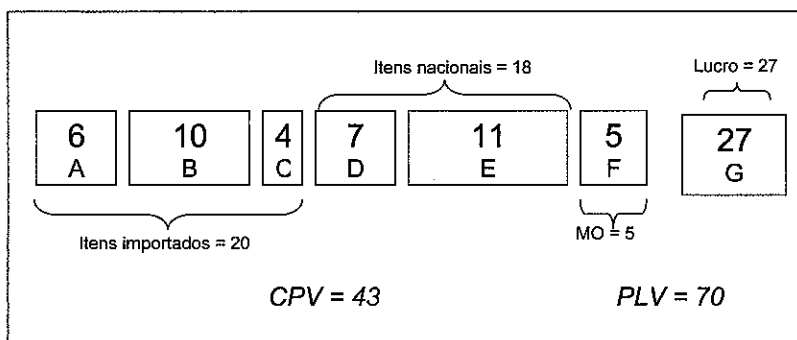 Itens nacionais = 18
Lucro = 27
6 10 4 7 11 5 27
A B C D E F G
Itens importados = 20
MO = 5
CPV = 43
PLV = 70